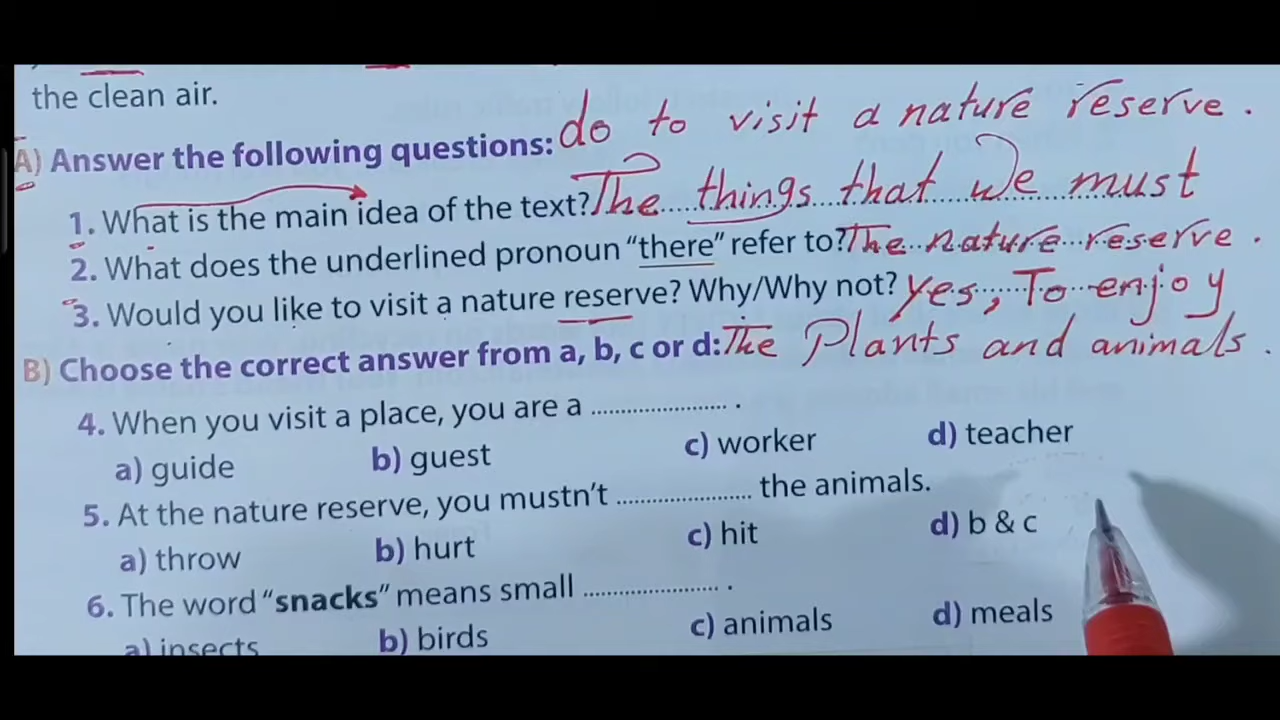 the clean air.
do to visit a nature reserve.
A) Answer the following questions:
1. What is the main idea of the text? The things that we must
2. What does the underlined pronoun "there" refer to? The nature reserve.
3. Would you like to visit a nature reserve? Why/Why not? yes, To enjoy
The Plants and animals.
B) Choose the correct answer from a, b, c or d:
4. When you visit a place, you are a ........................ .
a) guide b) guest c) worker d) teacher
5. At the nature reserve, you mustn't ........................ the animals.
a) throw b) hurt c) hit d) b & c
6. The word "snacks" means small ........................ .
a) insects b) birds c) animals d) meals